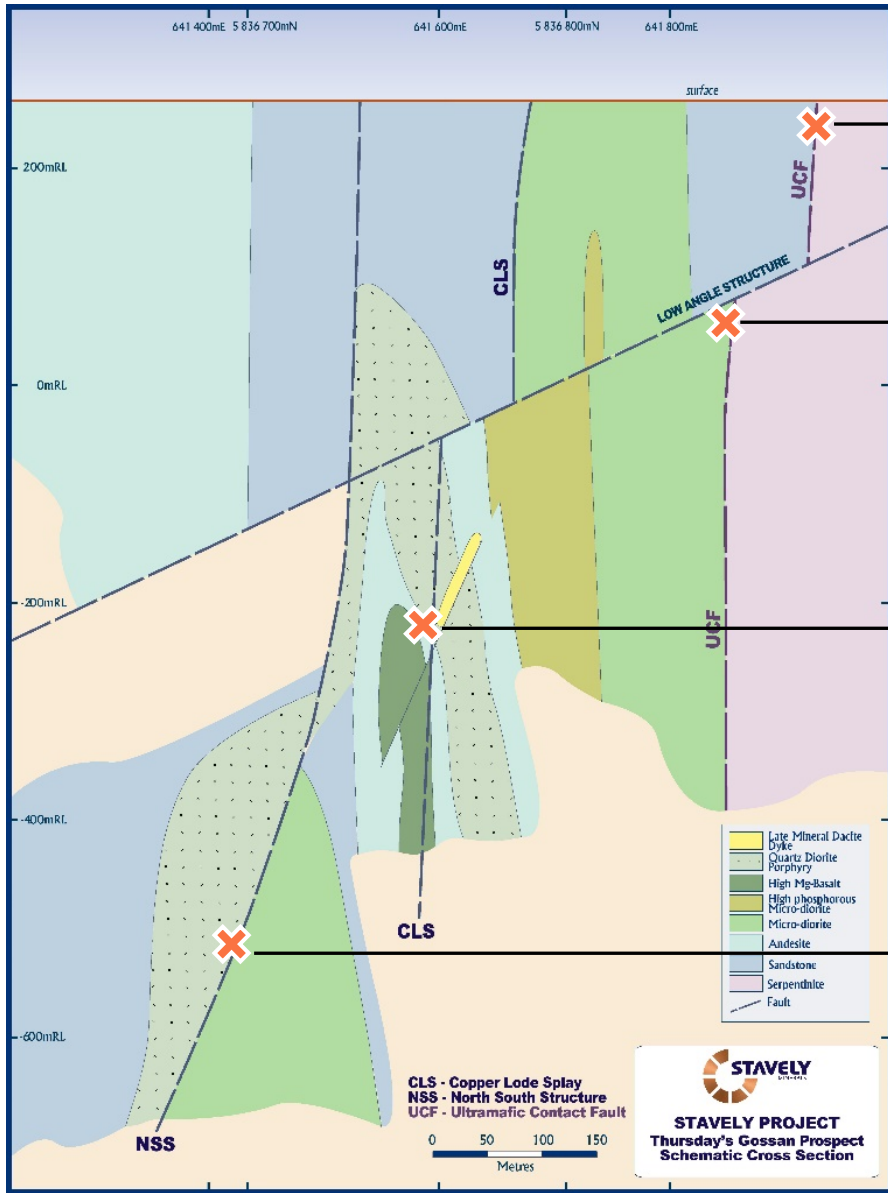 641 400mE 5 836 700mN 641 600mE 5 836 800mN 641 800mE
surface
200mRL
UCF
CLS
LOW ANGLE STRUCTURE
0mRL
-200mRL
UCF
-400mRL
Late Mineral Dacite
Dyke
Quartz Diorite
Porphyry
High Mg-Basalt
High phosphorous
Micro-diorite
Micro-diorite
Andesite
Sandstone
Serpentinite
Fault
CLS
-600mRL
NSS
CLS - Copper Lode Splay
NSS - North South Structure
UCF - Ultramafic Contact Fault
0 50 100 150
Metres
STAVELY
MINERALS
STAVELY PROJECT
Thursday's Gossan Prospect
Schematic Cross Section